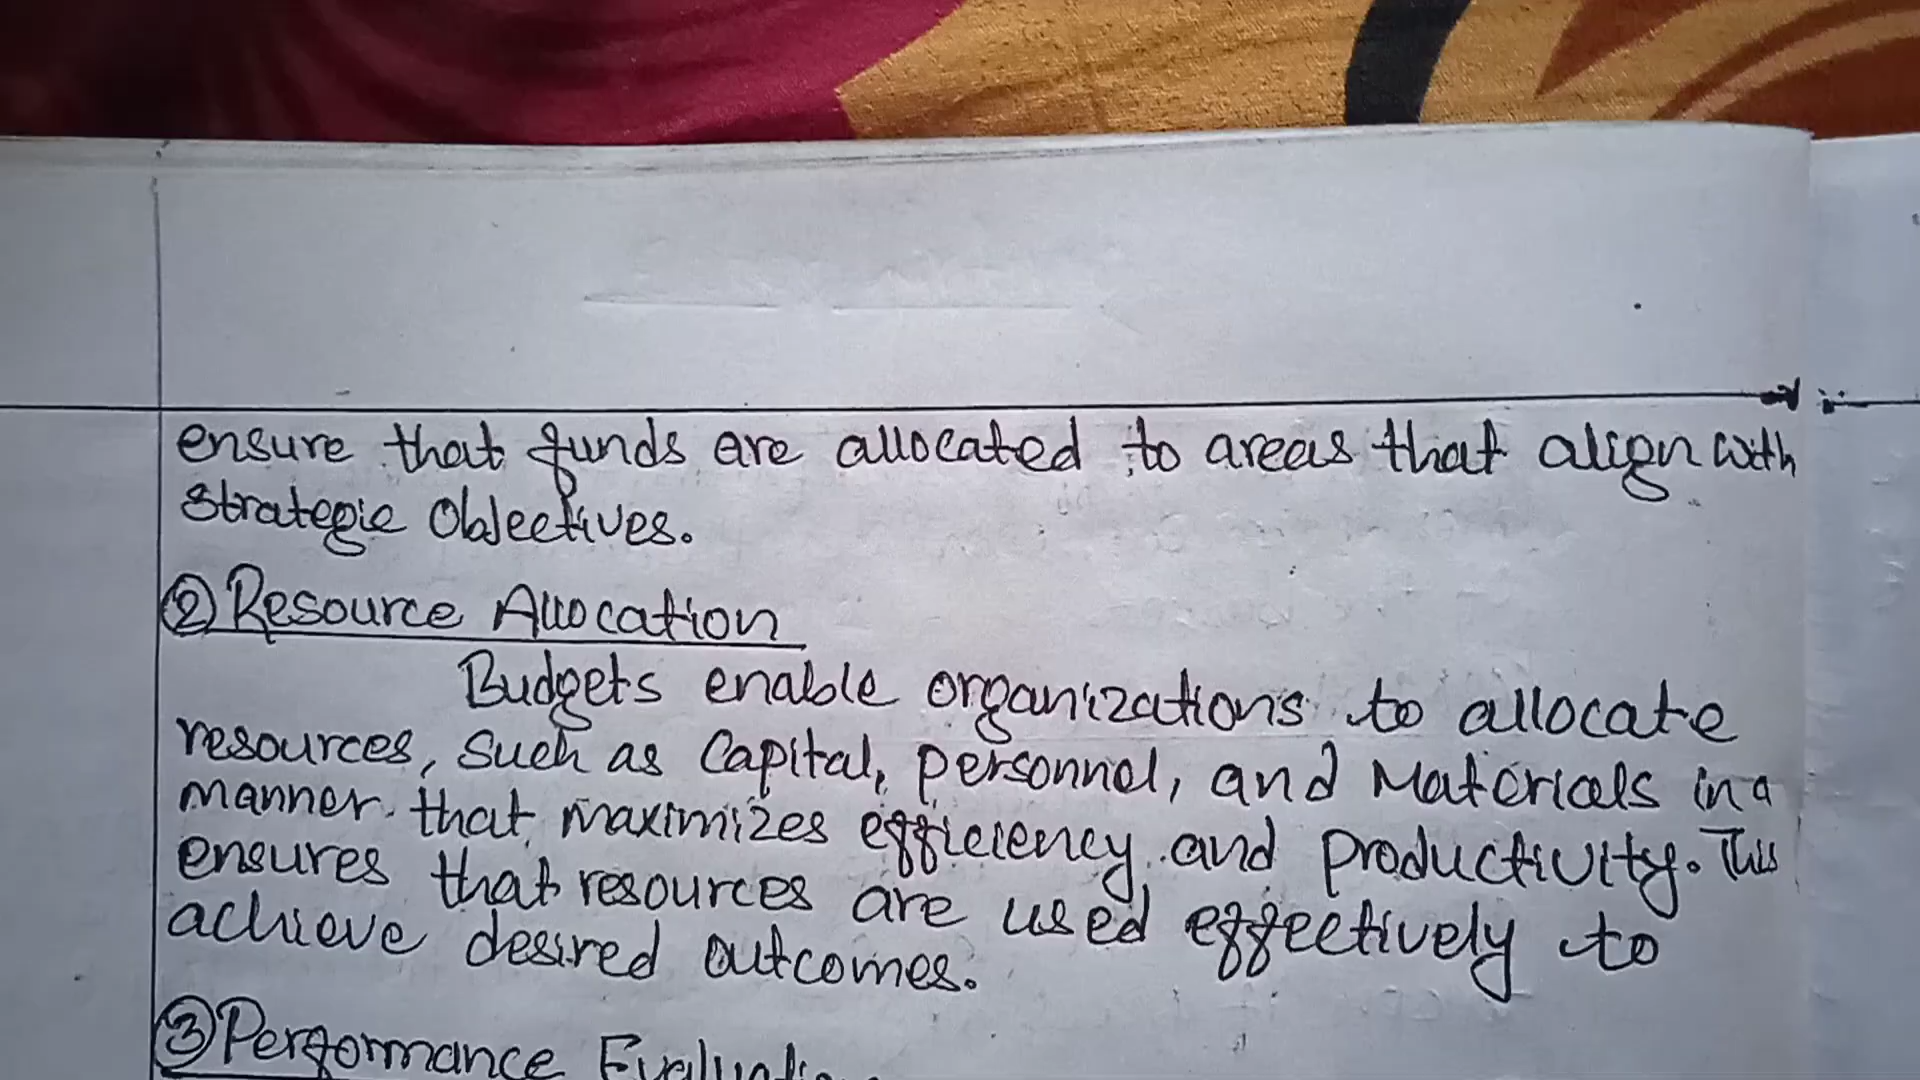 ensure that funds are allocated to areas that align with
strategic Objectives.
② Resource Allocation
Budgets enable organizations to allocate
resources, such as Capital, personnel, and Materials in a
manner that maximizes efficiency and productivity. This
ensures that resources are used effectively to
achieve desired outcomes.
③ Performance Evaluation